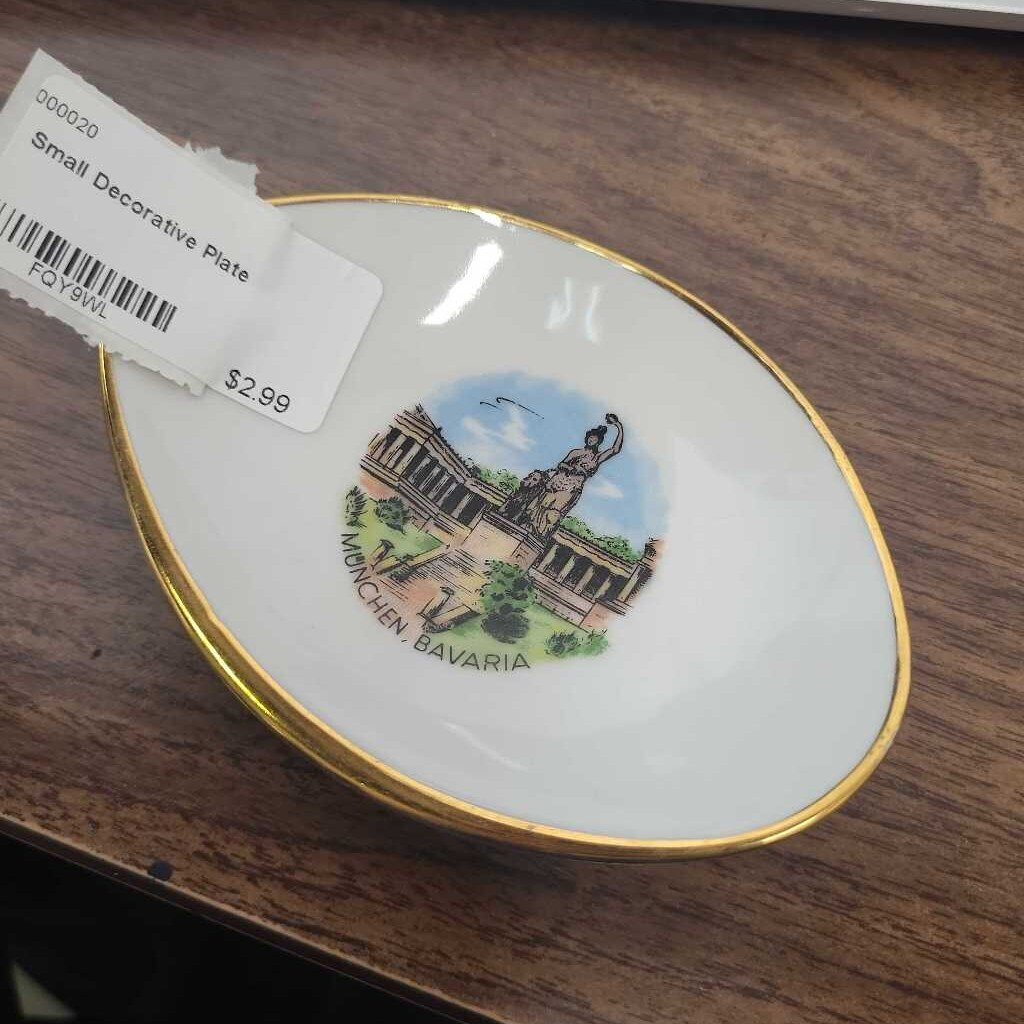 000020
Small Decorative Plate
FQY9WL
$2.99
MÜNCHEN, BAVARIA